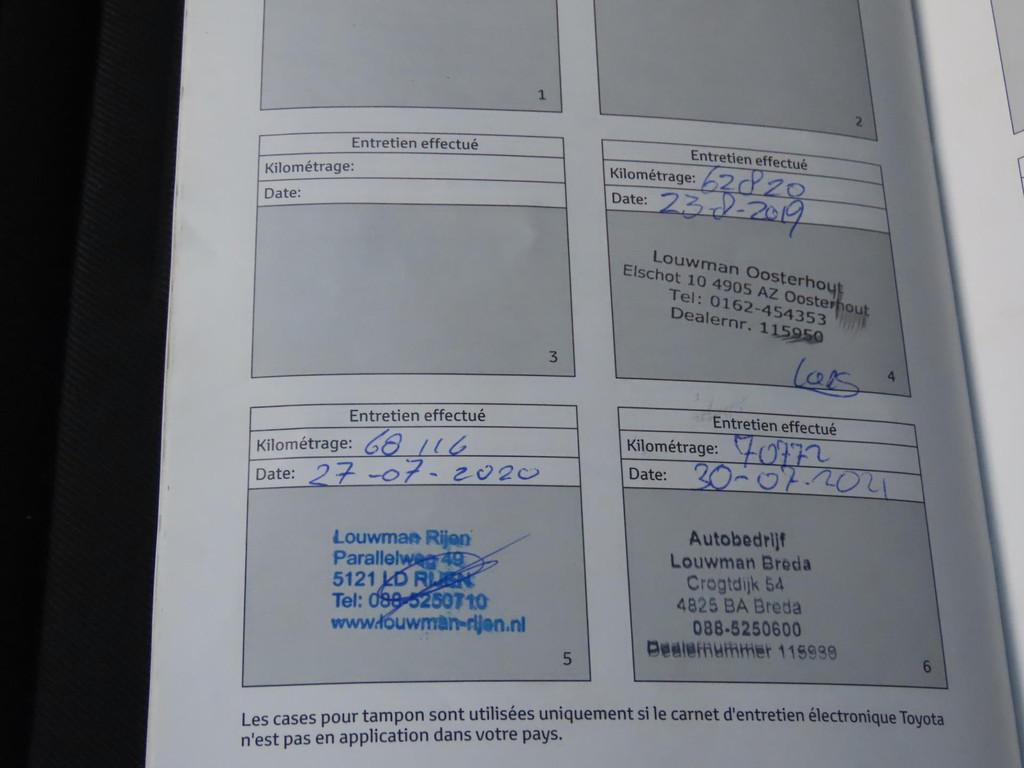 1
2
Entretien effectué
Kilométrage:
Date:
3
Entretien effectué
Kilométrage: 62820
Date: 23-8-2019
Louwman Oosterhout
Elschot 10 4905 AZ Oosterhout
Tel: 0162-454353
Dealernr. 115950
4
Entretien effectué
Kilométrage: 68 116
Date: 27-07-2020
Louwman Rijen
Parallelweg 49
5121 LD RIJEN
Tel: 088-5250710
www.louwman-rijen.nl
5
Entretien effectué
Kilométrage: 70772
Date: 30-07-2021
Autobedrijf
Louwman Breda
Crogtdijk 54
4825 BA Breda
088-5250600
Dealernummer
6
Les cases pour tampon sont utilisées uniquement si le carnet d'entretien électronique Toyota
n'est pas en application dans votre pays.